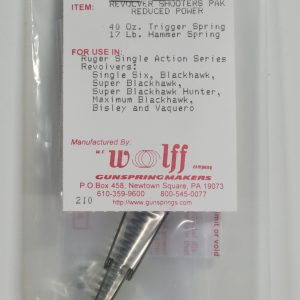 REVOLVER SHOOTERS PAK
ITEM: REDUCED POWER
40 Oz. Trigger Spring
17 Lb. Hammer Spring
FOR USE IN:
Ruger Single Action Series
Revolvers:
Single Six, Blackhawk,
Super Blackhawk,
Super Blackhawk Hunter,
Maximum Blackhawk,
Bisley and Vaquero
Manufactured By:
W.C. wolff company
GUNSPRINGMAKERS
P.O.Box 458, Newtown Square, PA 19073
610-359-9600 800-545-0077
http://www.gunsprings.com
210
imit or void